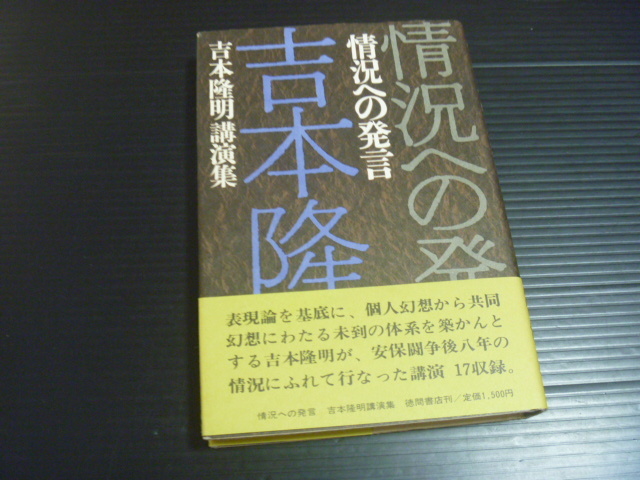 情況への発
情況への発言
吉本隆
吉本隆明講演集
表現論を基底に、個人幻想から共同
幻想にわたる未到の体系を築かんと
する吉本隆明が、安保闘争後八年の
情況にふれて行なった講演 17収録。
情況への発言 吉本隆明講演集 徳間書店刊/定価1,500円